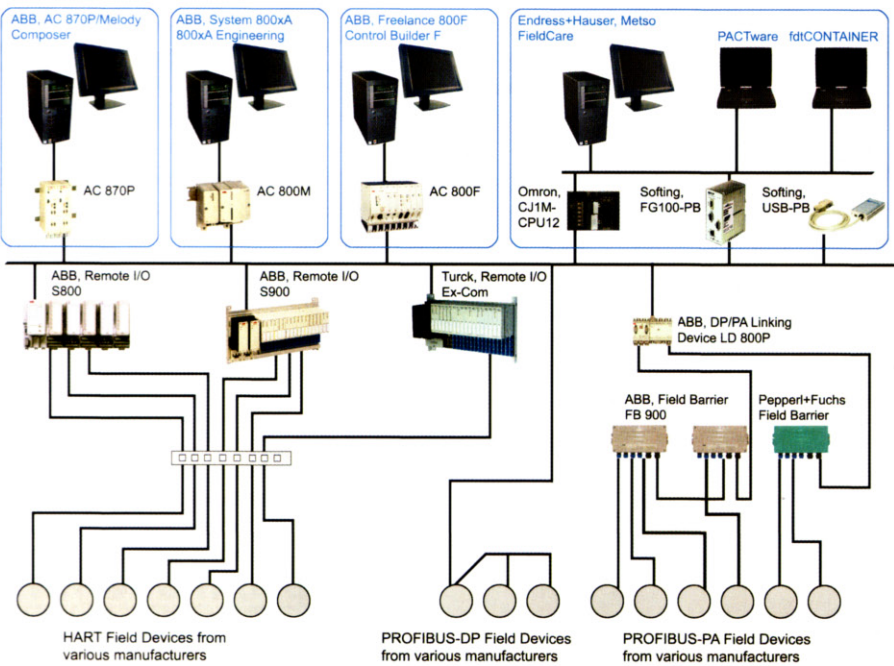 ABB, AC 870P/Melody
Composer
ABB, System 800xA
800xA Engineering
ABB, Freelance 800F
Control Builder F
Endress+Hauser, Metso
FieldCare
PACTware
fdtCONTAINER
AC 870P
AC 800M
AC 800F
Omron,
CJ1M-
CPU12
Softing,
FG100-PB
Softing,
USB-PB
ABB, Remote I/O
S800
ABB, Remote I/O
S900
Turck, Remote I/O
Ex-Com
ABB, DP/PA Linking
Device LD 800P
ABB, Field Barrier
FB 900
Pepperl+Fuchs
Field Barrier
HART Field Devices from
various manufacturers
PROFIBUS-DP Field Devices
from various manufacturers
PROFIBUS-PA Field Devices
from various manufacturers